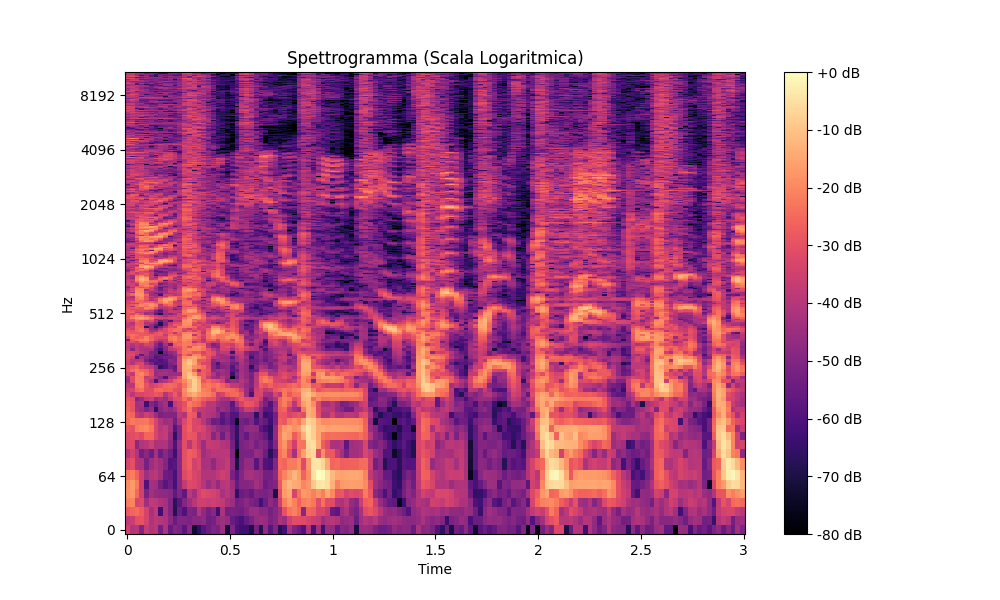 Spettrogramma (Scala Logaritmica)
Hz
8192
4096
2048
1024
512
256
128
64
0
0 0.5 1 1.5 2 2.5 3
Time
+0 dB
-10 dB
-20 dB
-30 dB
-40 dB
-50 dB
-60 dB
-70 dB
-80 dB